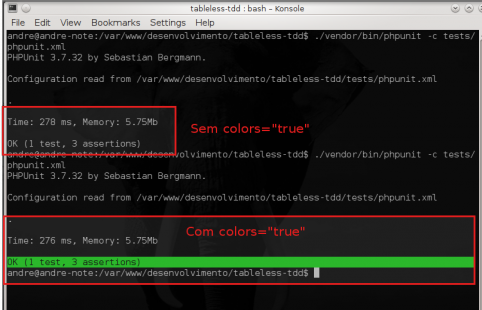 tableless-tdd : bash – Konsole
File Edit View Bookmarks Settings Help
andre@andre-note:/var/www/desenvolvimento/tableless-tdd$ ./vendor/bin/phpunit -c tests/
phpunit.xml
PHPUnit 3.7.32 by Sebastian Bergmann.
Configuration read from /var/www/desenvolvimento/tableless-tdd/tests/phpunit.xml
.
Time: 278 ms, Memory: 5.75Mb
Sem colors="true"
OK (1 test, 3 assertions)
andre@andre-note:/var/www/desenvolvimento/tableless-tdd$ ./vendor/bin/phpunit -c tests/
phpunit.xml
PHPUnit 3.7.32 by Sebastian Bergmann.
Configuration read from /var/www/desenvolvimento/tableless-tdd/tests/phpunit.xml
.
Com colors="true"
Time: 276 ms, Memory: 5.75Mb
OK (1 test, 3 assertions)
andre@andre-note:/var/www/desenvolvimento/tableless-tdd$